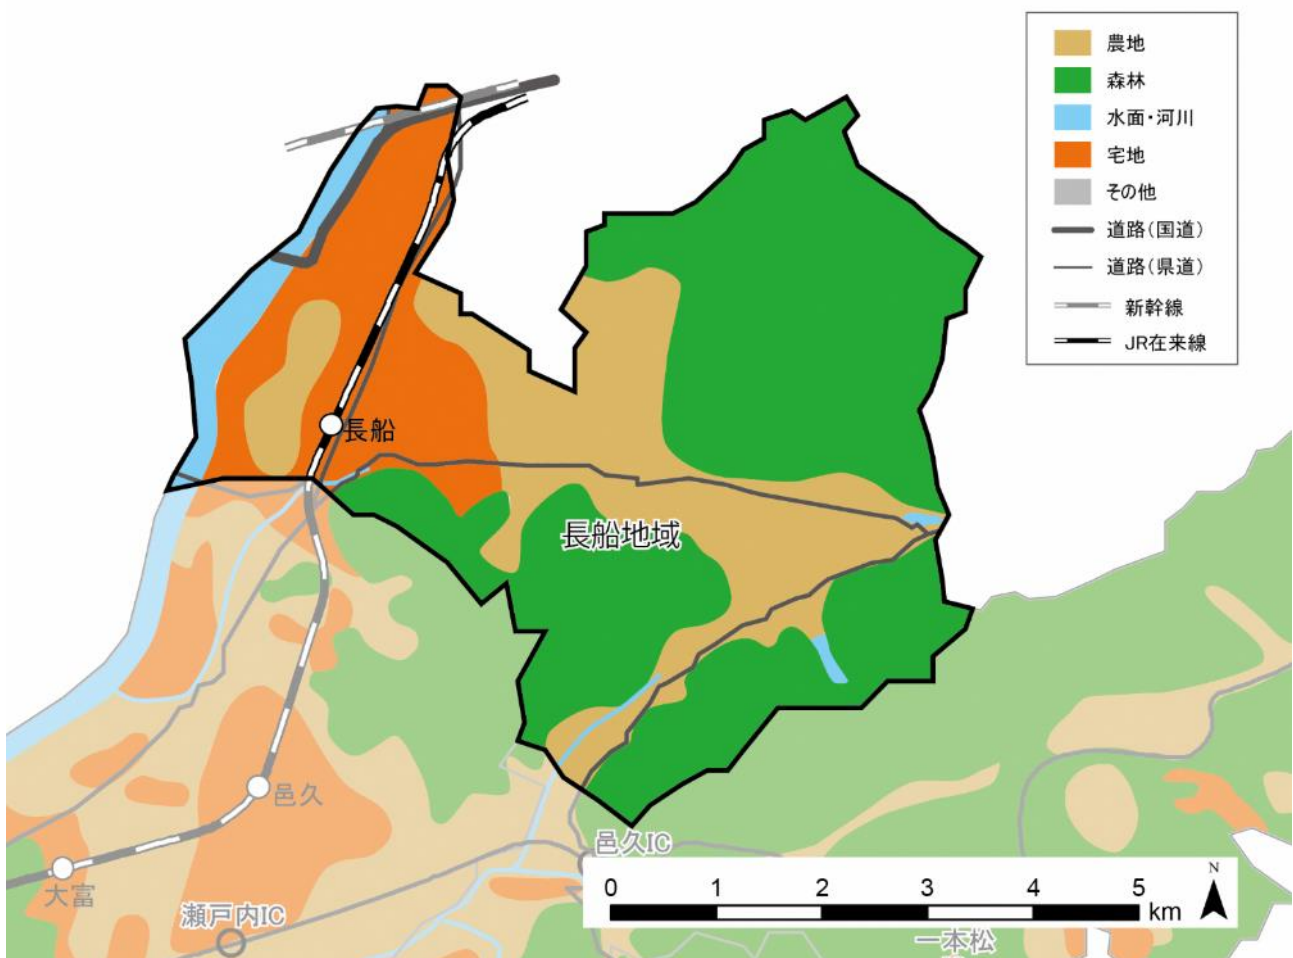 農地
森林
水面・河川
宅地
その他
道路(国道)
道路(県道)
新幹線
JR在来線
長船
長船地域
邑久
邑久IC
大富
瀬戸内IC
一本松
0 1 2 3 4 5
km
N